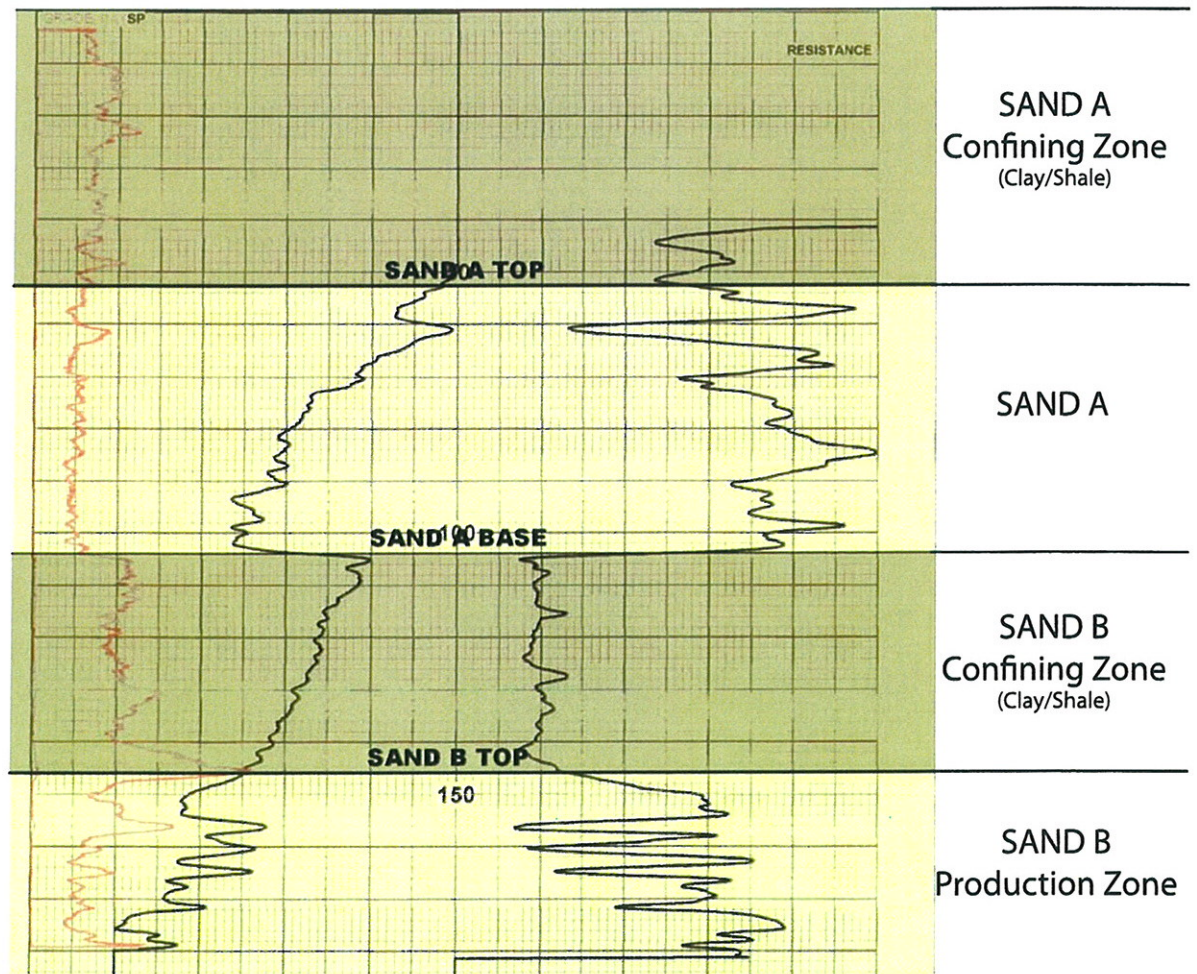 SP
RESISTANCE
SAND A
Confining Zone
(Clay/Shale)
SAND A TOP
SAND A
SAND A BASE
100
SAND B
Confining Zone
(Clay/Shale)
SAND B TOP
150
SAND B
Production Zone